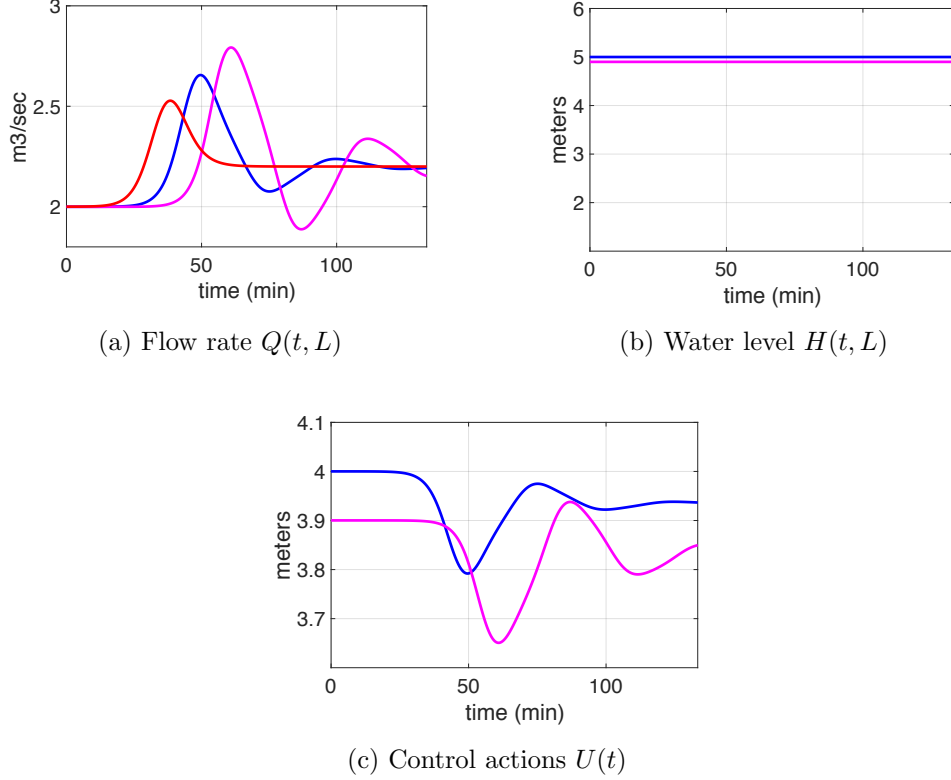 3
2.5
2
m3/sec
0
50
100
time (min)
(a) Flow rate Q(t, L)
6
5
4
3
2
meters
0
50
100
time (min)
(b) Water level H(t, L)
4.1
4
3.9
3.8
3.7
meters
0
50
100
time (min)
(c) Control actions U(t)